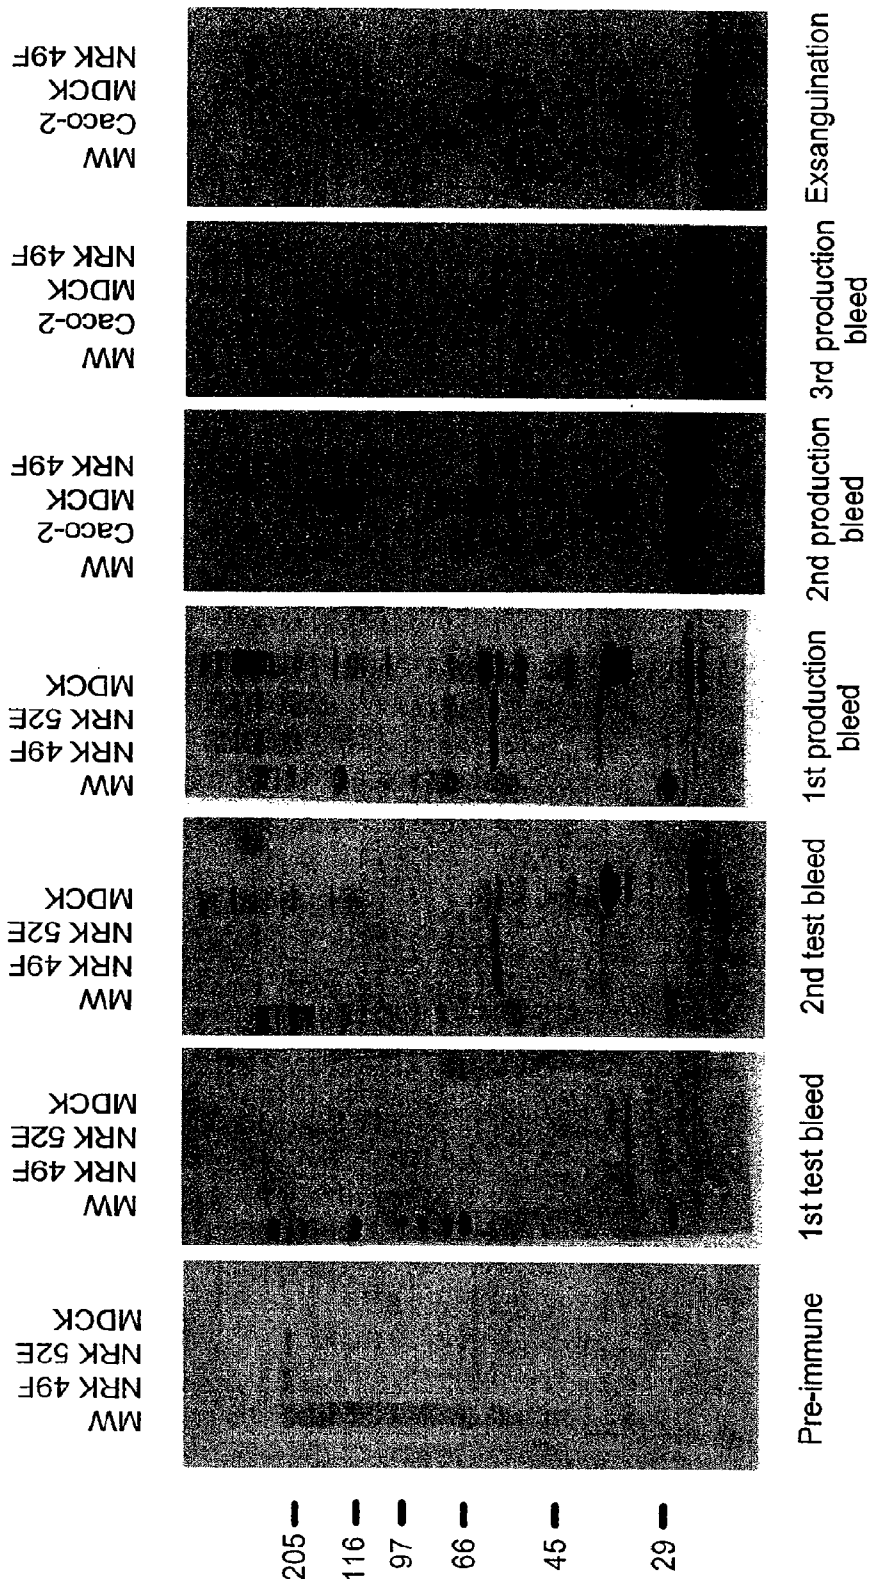 205
116
97
66
45
29
MW
NRK 49F
NRK 52E
MDCK
Pre-immune
MW
NRK 49F
NRK 52E
MDCK
1st test bleed
MW
NRK 49F
NRK 52E
MDCK
2nd test bleed
MW
NRK 49F
NRK 52E
MDCK
1st production
bleed
MW
Caco-2
MDCK
NRK 49F
2nd production
bleed
MW
Caco-2
MDCK
NRK 49F
3rd production
bleed
MW
Caco-2
MDCK
NRK 49F
Exsanguination